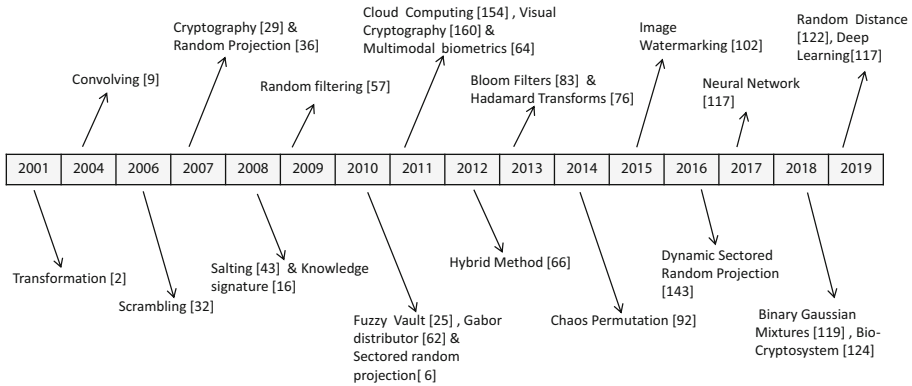 Cloud Computing [154] , Visual
Cryptography [160] &
Multimodal biometrics [64]
Cryptography [29] &
Random Projection [36]
Image
Watermarking [102]
Random Distance
[122], Deep
Learning[117]
Convolving [9]
Random filtering [57]
Bloom Filters [83] &
Hadamard Transforms [76]
Neural Network
[117]
2001 2004 2006 2007 2008 2009 2010 2011 2012 2013 2014 2015 2016 2017 2018 2019
Transformation [2]
Scrambling [32]
Salting [43] & Knowledge
signature [16]
Fuzzy Vault [25] , Gabor
distributor [62] &
Sectored random
projection[ 6]
Hybrid Method [66]
Chaos Permutation [92]
Dynamic Sectored
Random Projection
[143]
Binary Gaussian
Mixtures [119] , Bio-
Cryptosystem [124]